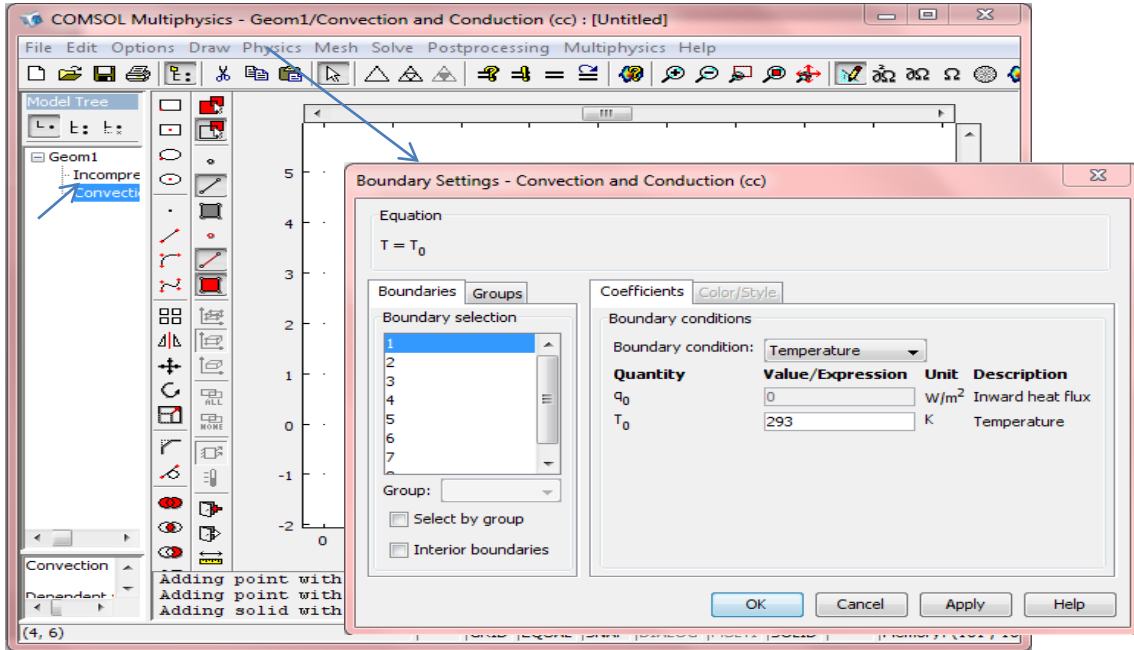 COMSOL Multiphysics - Geom1/Convection and Conduction (cc) : [Untitled]
File Edit Options Draw Physics Mesh Solve Postprocessing Multiphysics Help
Model Tree
Geom1
Incompre
Convecti
ALL
NONE
5
4
3
2
1
0
-1
-2
0
Boundary Settings - Convection and Conduction (cc)
Equation
T = T0
Boundaries Groups
Boundary selection
1
2
3
4
5
6
7
Group:
Select by group
Interior boundaries
Coefficients Color/Style
Boundary conditions
Boundary condition: Temperature
Quantity Value/Expression Unit Description
q0 0 W/m2 Inward heat flux
T0 293 K Temperature
OK Cancel Apply Help
Convection
Adding point with
Adding point with
Adding solid with
(4, 6)